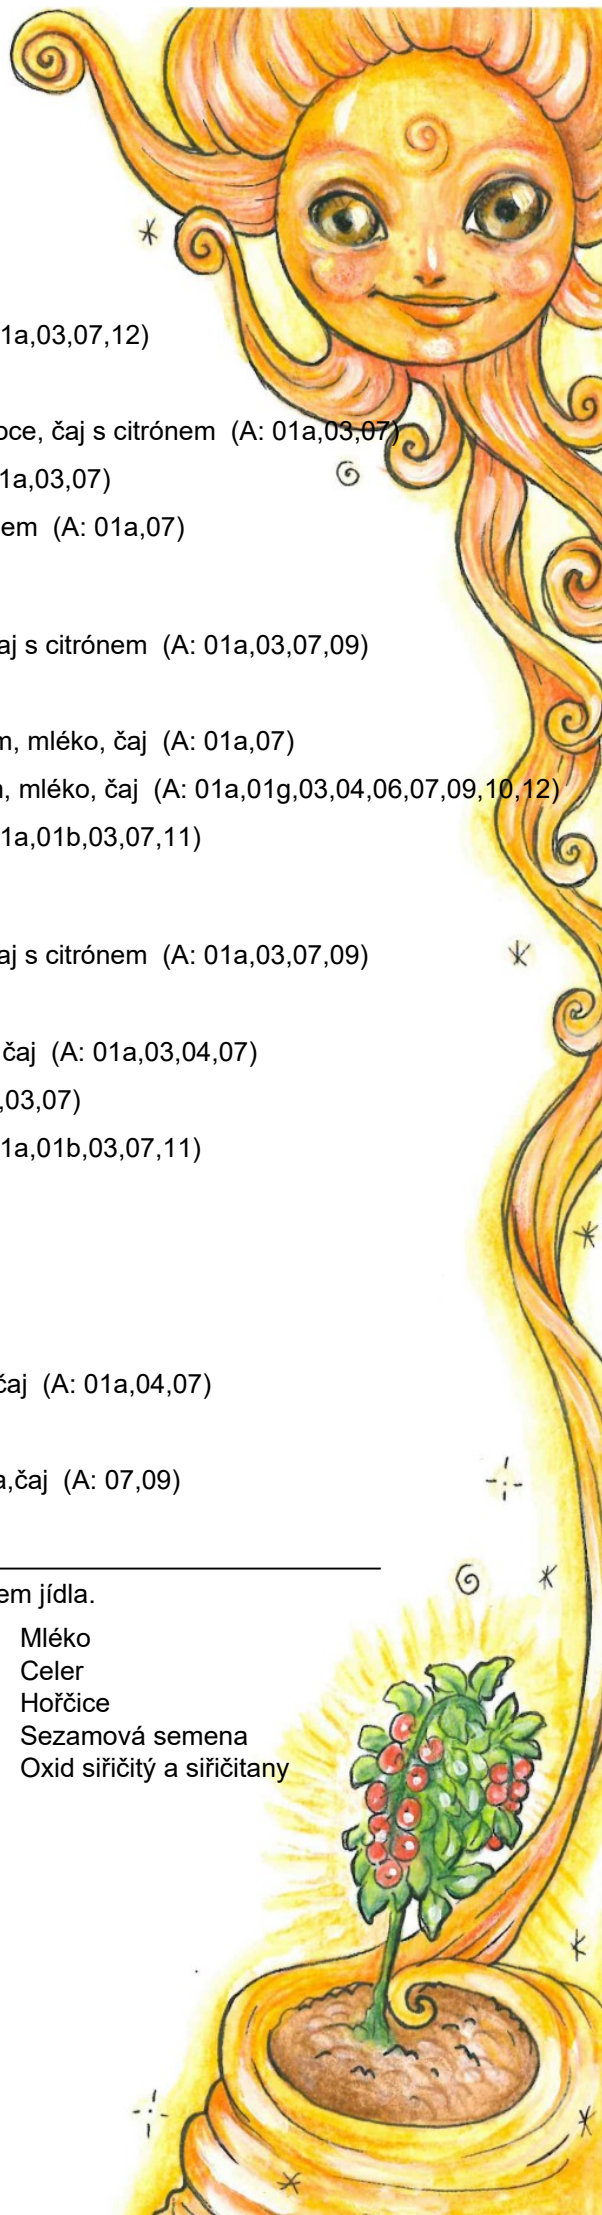 1a,03,07,12)
oce, čaj s citrónem (A: 01a,03,07)
1a,03,07)
em (A: 01a,07)
aj s citrónem (A: 01a,03,07,09)
m, mléko, čaj (A: 01a,07)
n, mléko, čaj (A: 01a,01g,03,04,06,07,09,10,12)
1a,01b,03,07,11)
aj s citrónem (A: 01a,03,07,09)
čaj (A: 01a,03,04,07)
,03,07)
1a,01b,03,07,11)
čaj (A: 01a,04,07)
a,čaj (A: 07,09)
em jídla.
Mléko
Celer
Hořčice
Sezamová semena
Oxid siřičitý a siřičitany